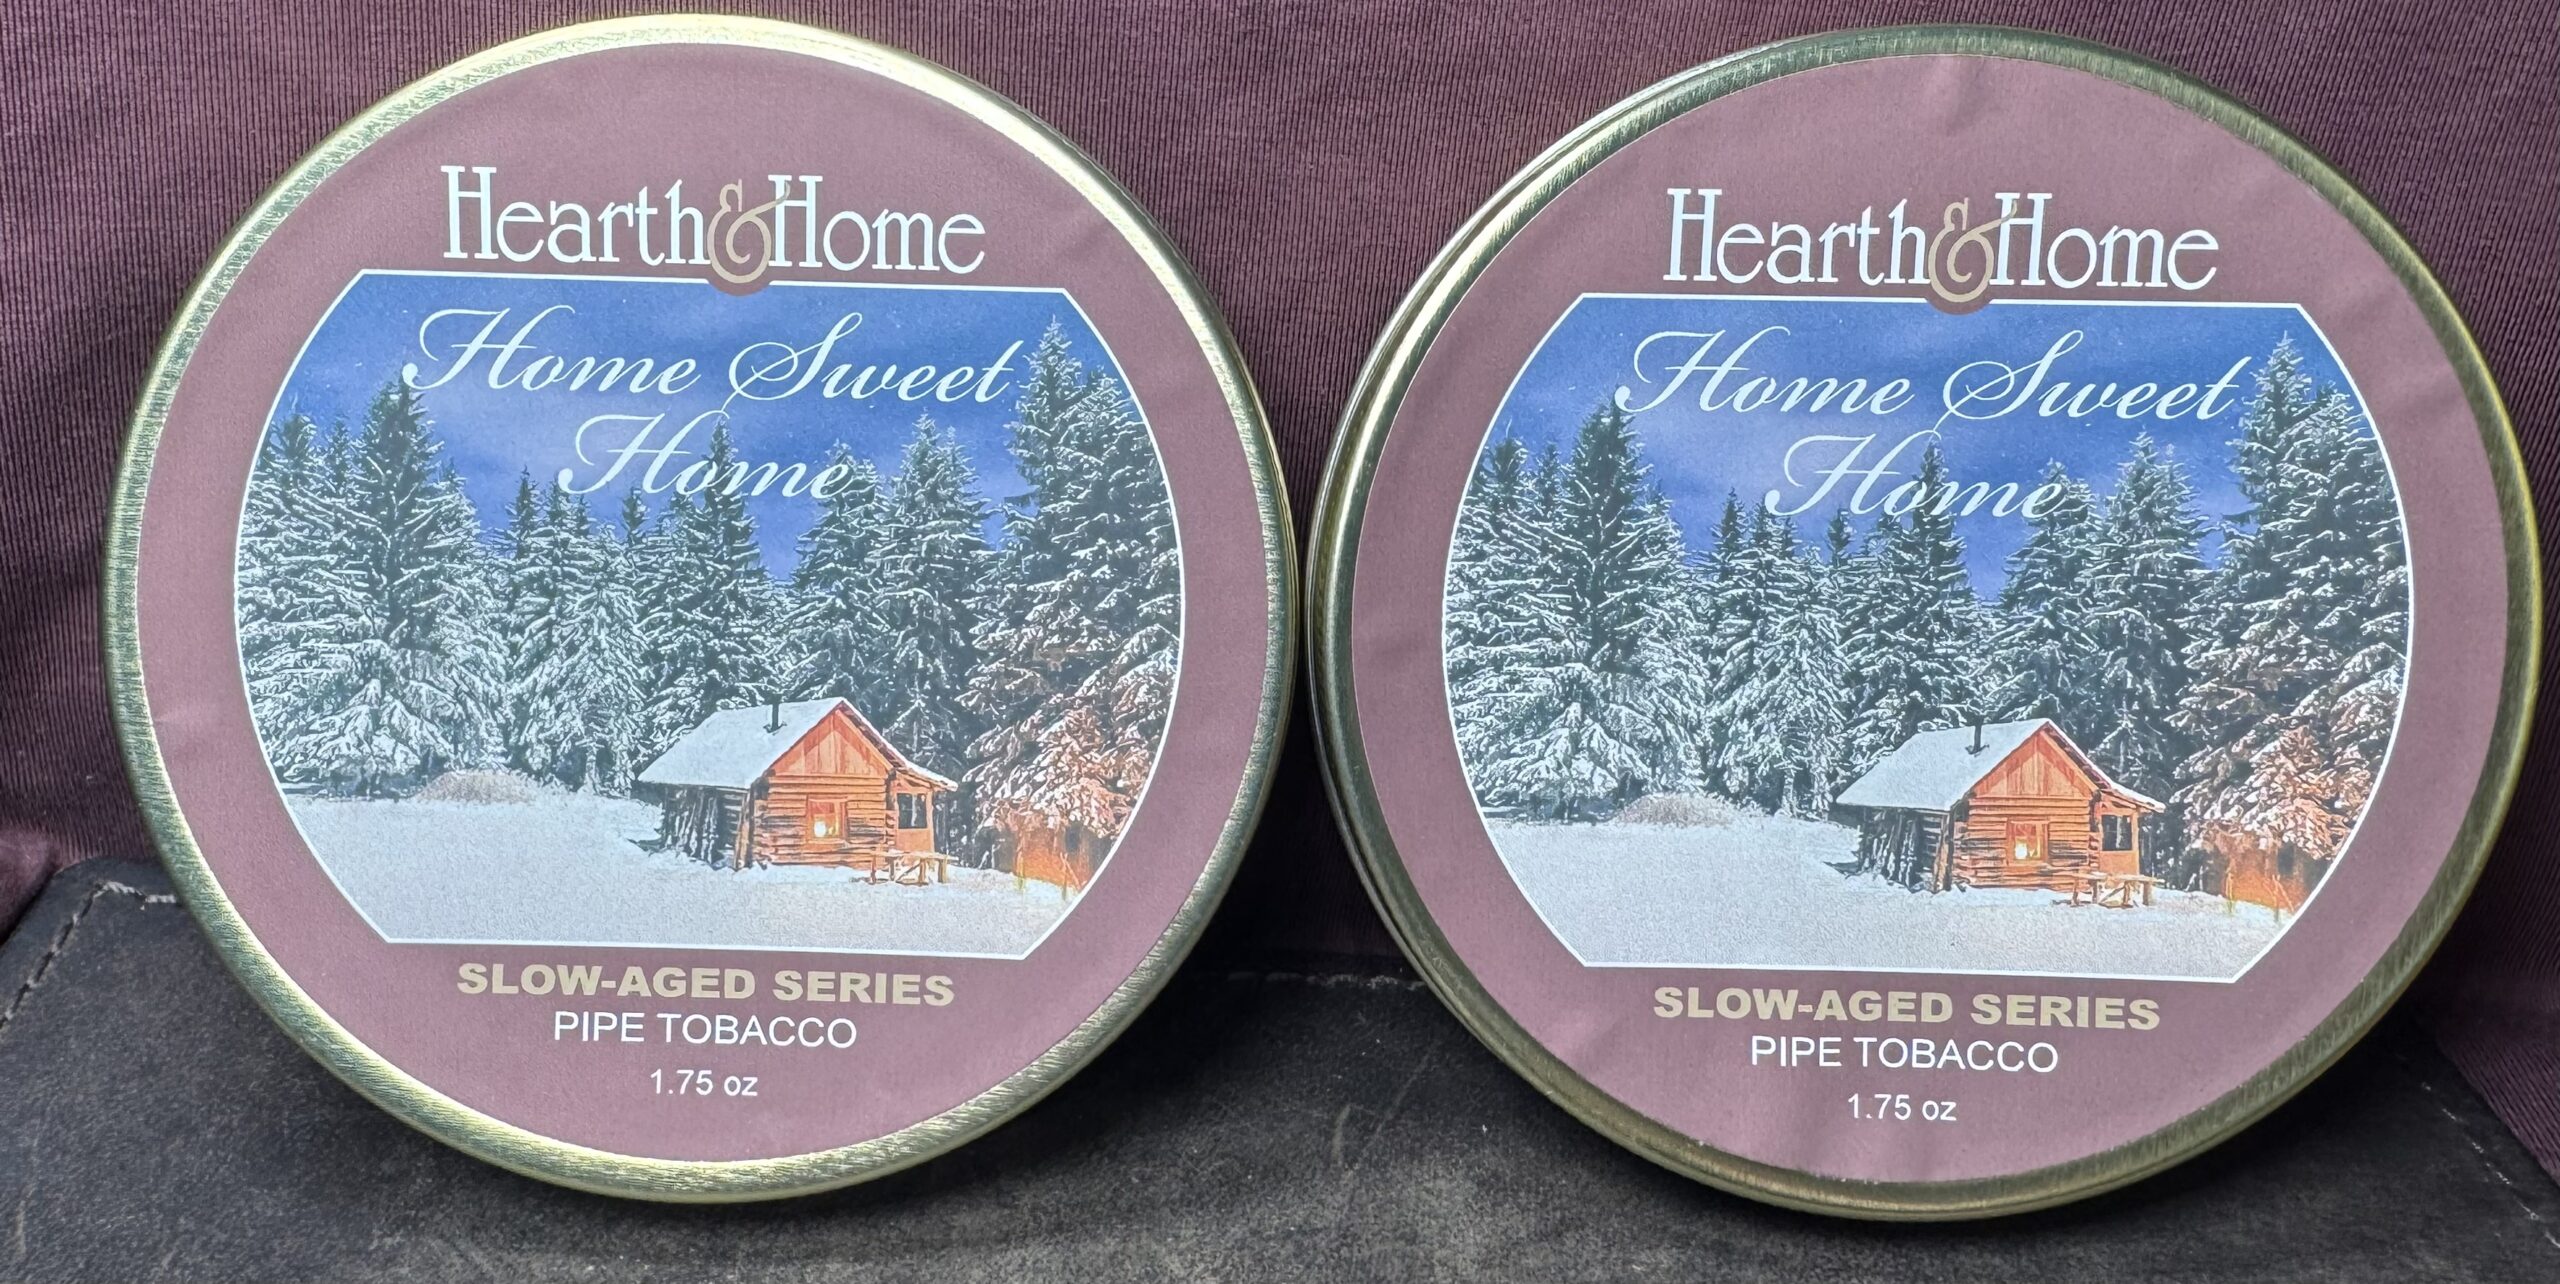 Hearth & Home
Home Sweet
Home
SLOW-AGED SERIES
PIPE TOBACCO
1.75 oz
Hearth & Home
Home Sweet
Home
SLOW-AGED SERIES
PIPE TOBACCO
1.75 oz